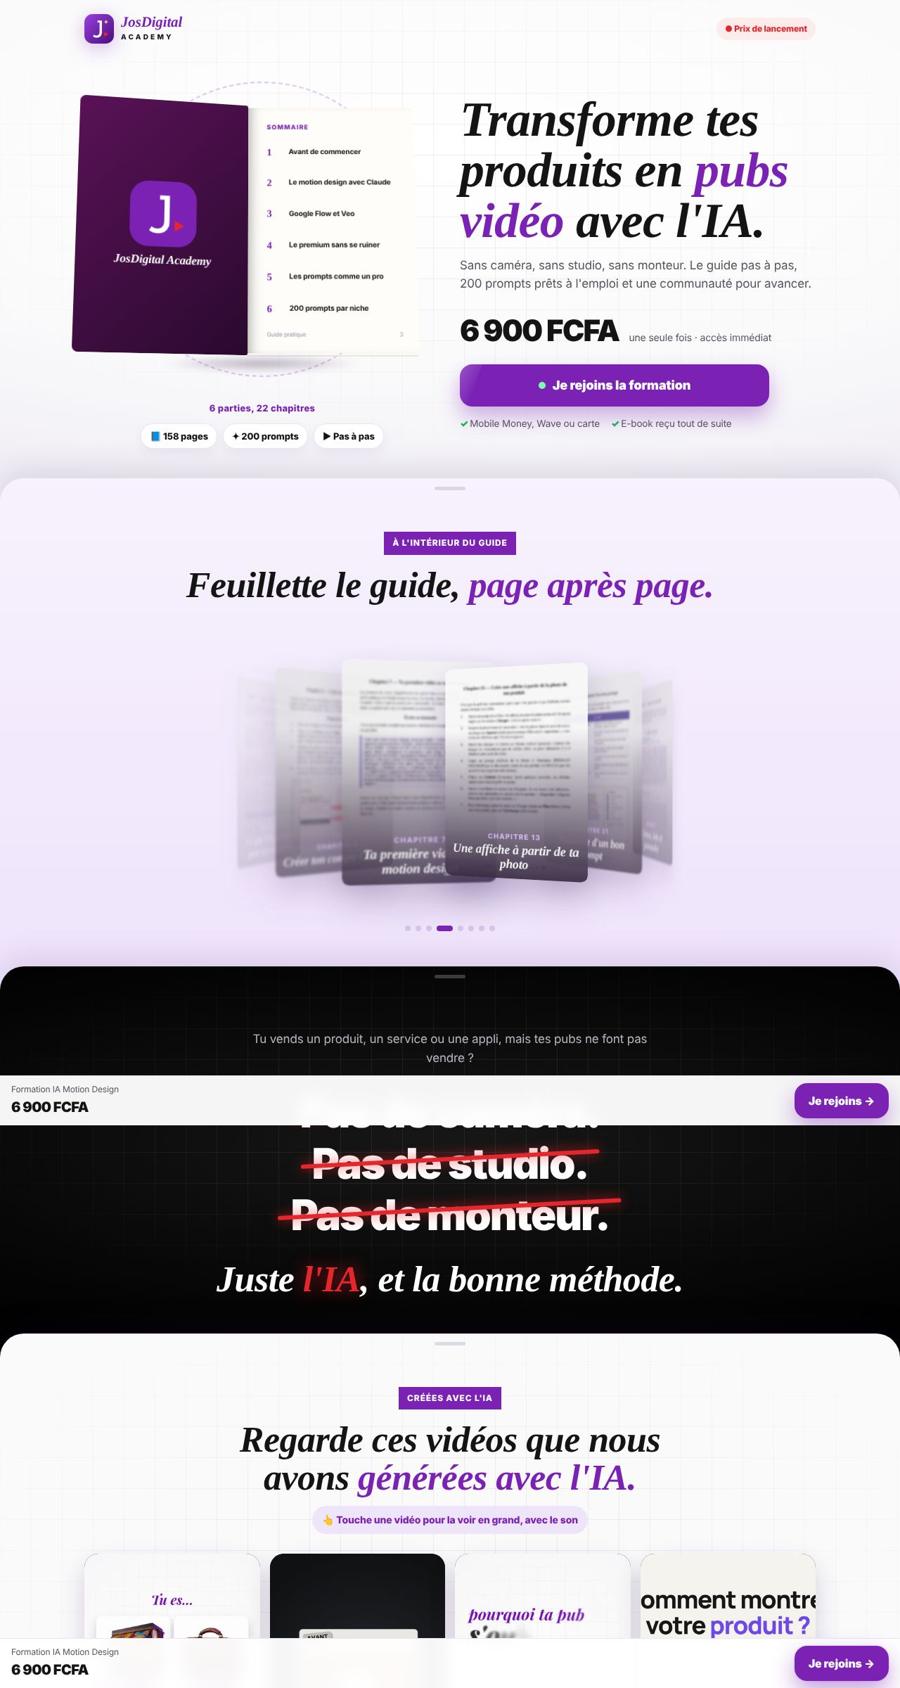 JosDigital
ACADEMY
Prix de lancement
SOMMAIRE
1 Avant de commencer
2 Le motion design avec Claude
3 Google Flow et Veo
4 Le premium sans se ruiner
5 Les prompts comme un pro
6 200 prompts par niche
Guide pratique 3
J
JosDigital Academy
6 parties, 22 chapitres
158 pages
200 prompts
Pas à pas
Transforme tes
produits en pubs
vidéo avec l'IA.
Sans caméra, sans studio, sans monteur. Le guide pas à pas,
200 prompts prêts à l'emploi et une communauté pour avancer.
6 900 FCFA une seule fois · accès immédiat
Je rejoins la formation
✓ Mobile Money, Wave ou carte ✓ E-book reçu tout de suite
À L'INTÉRIEUR DU GUIDE
Feuillette le guide, page après page.
CHAPITRE 7
Ta première
motion
CHAPITRE 13
Une affiche à partir de ta
photo
d'un bon
Tu vends un produit, un service ou une appli, mais tes pubs ne font pas
vendre ?
Formation IA Motion Design
6 900 FCFA
Je rejoins →
Pas de studio.
Pas de monteur.
Juste l'IA, et la bonne méthode.
CRÉÉES AVEC L'IA
Regarde ces vidéos que nous
avons générées avec l'IA.
👆 Touche une vidéo pour la voir en grand, avec le son
Tu es...
AVANT
pourquoi ta pub
omment montre
votre produit ?
Formation IA Motion Design
6 900 FCFA
Je rejoins →